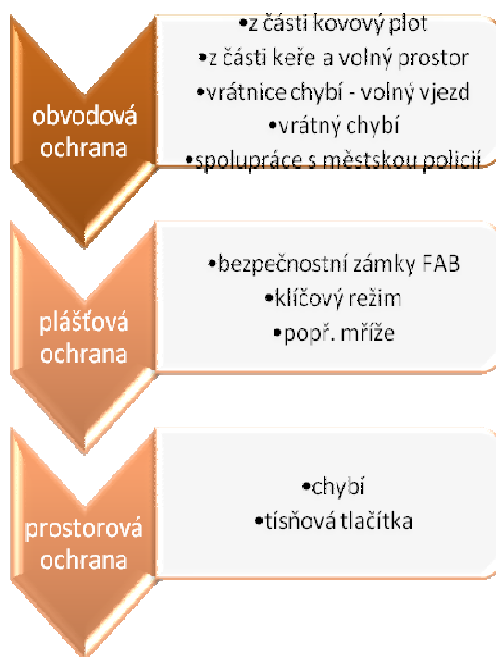 obvodová
ochrana
•z části kovový plot
•z části keře a volný prostor
•vrátnice chybí - volný vjezd
•vrátný chybí
•spolupráce s městskou policií
plášťová
ochrana
•bezpečnostní zámky FAB
•klíčový režim
•popř. mříže
prostorová
ochrana
•chybí
•tísňová tlačítka